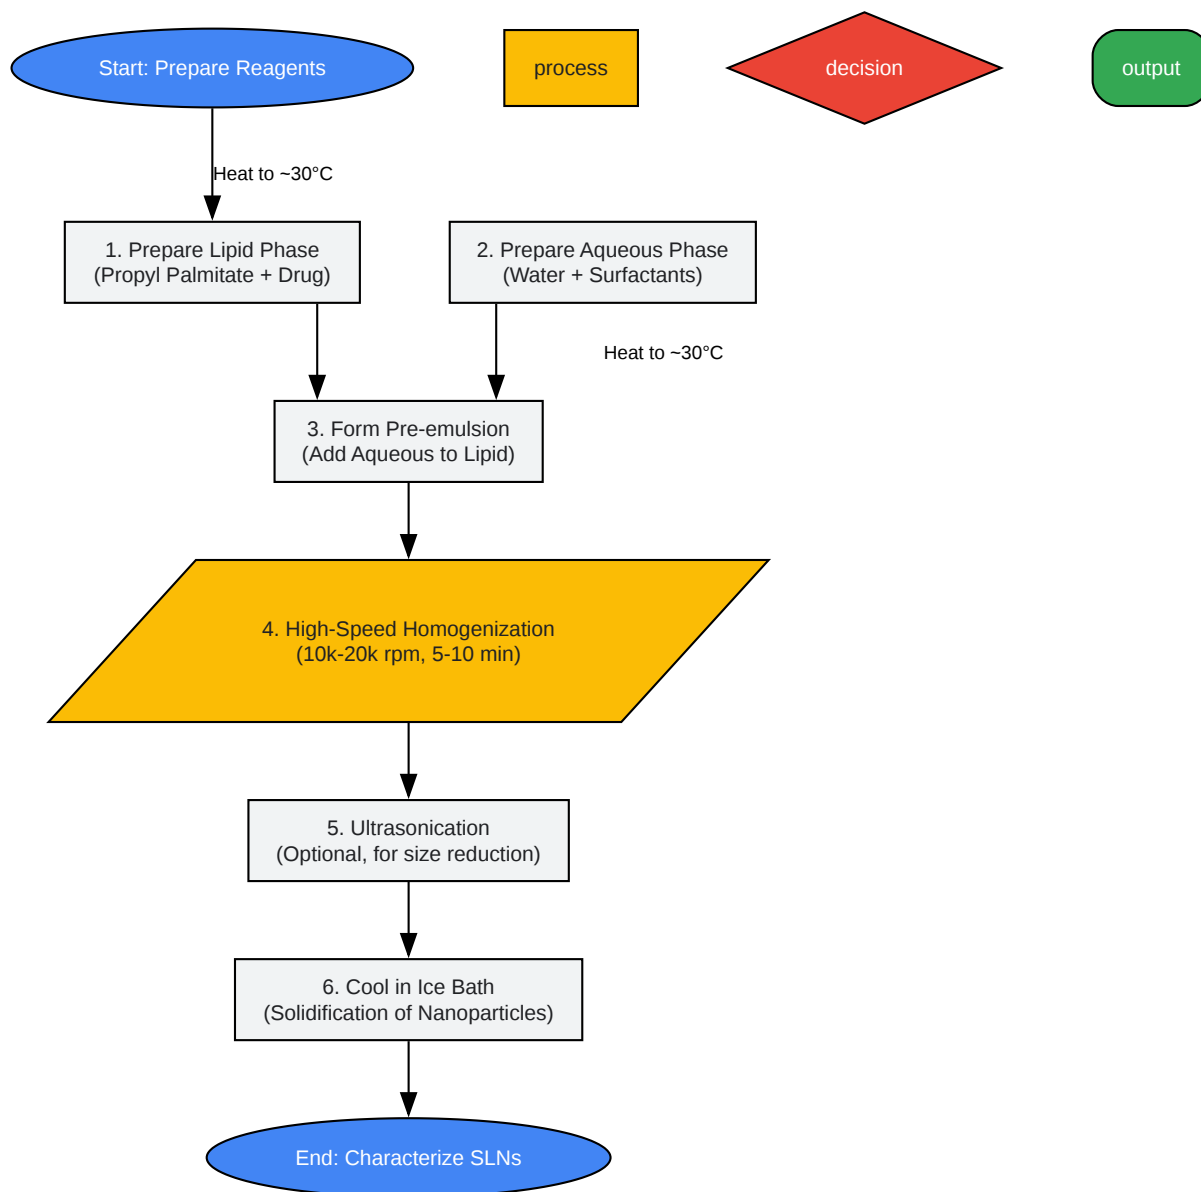 Start: Prepare Reagents
process
decision
output
Heat to ~30°C
1. Prepare Lipid Phase
(Propyl Palmitate + Drug)
2. Prepare Aqueous Phase
(Water + Surfactants)
Heat to ~30°C
3. Form Pre-emulsion
(Add Aqueous to Lipid)
4. High-Speed Homogenization
(10k-20k rpm, 5-10 min)
5. Ultrasonication
(Optional, for size reduction)
6. Cool in Ice Bath
(Solidification of Nanoparticles)
End: Characterize SLNs